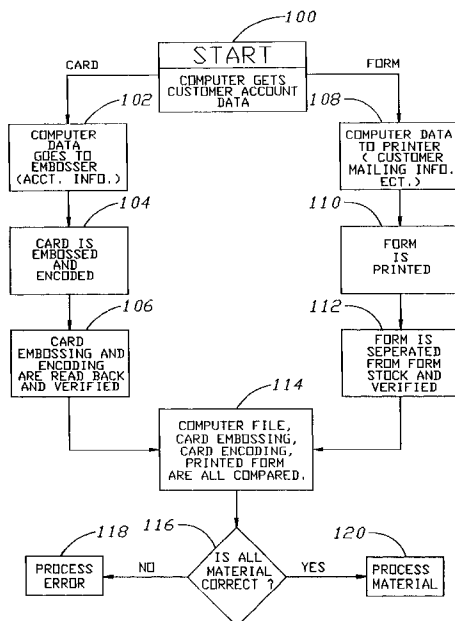 100
START
COMPUTER GETS
CUSTOMER ACCOUNT
DATA
CARD
FORM
102
COMPUTER
DATA
GOES TO
EMBOSSER
(ACCT. INFO.)
108
COMPUTER DATA
TO PRINTER
( CUSTOMER
MAILING INFO.
ECT.)
104
CARD IS
EMBOSSED
AND
ENCODED
110
FORM
IS
PRINTED
106
CARD
EMBOSSING AND
ENCODING
ARE READ BACK
AND VERIFIED
112
FORM IS
SEPERATED
FROM FORM
STOCK AND
VERIFIED
114
COMPUTER FILE,
CARD EMBOSSING,
CARD ENCODING,
PRINTED FORM
ARE ALL COMPARED.
116
IS ALL
MATERIAL
CORRECT ?
NO
YES
118
PROCESS
ERROR
120
PROCESS
MATERIAL